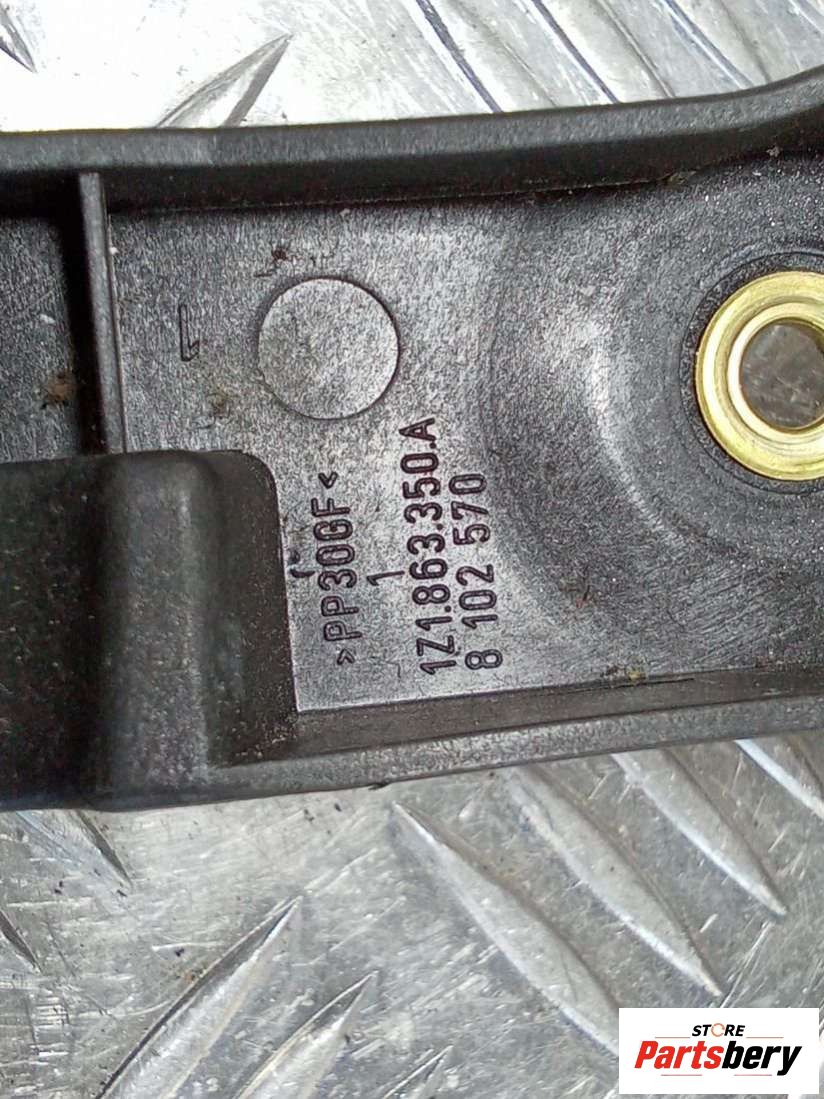 >PP30GF<
1
1Z1.863.350.A
8 102 570
STORE
Partsbery